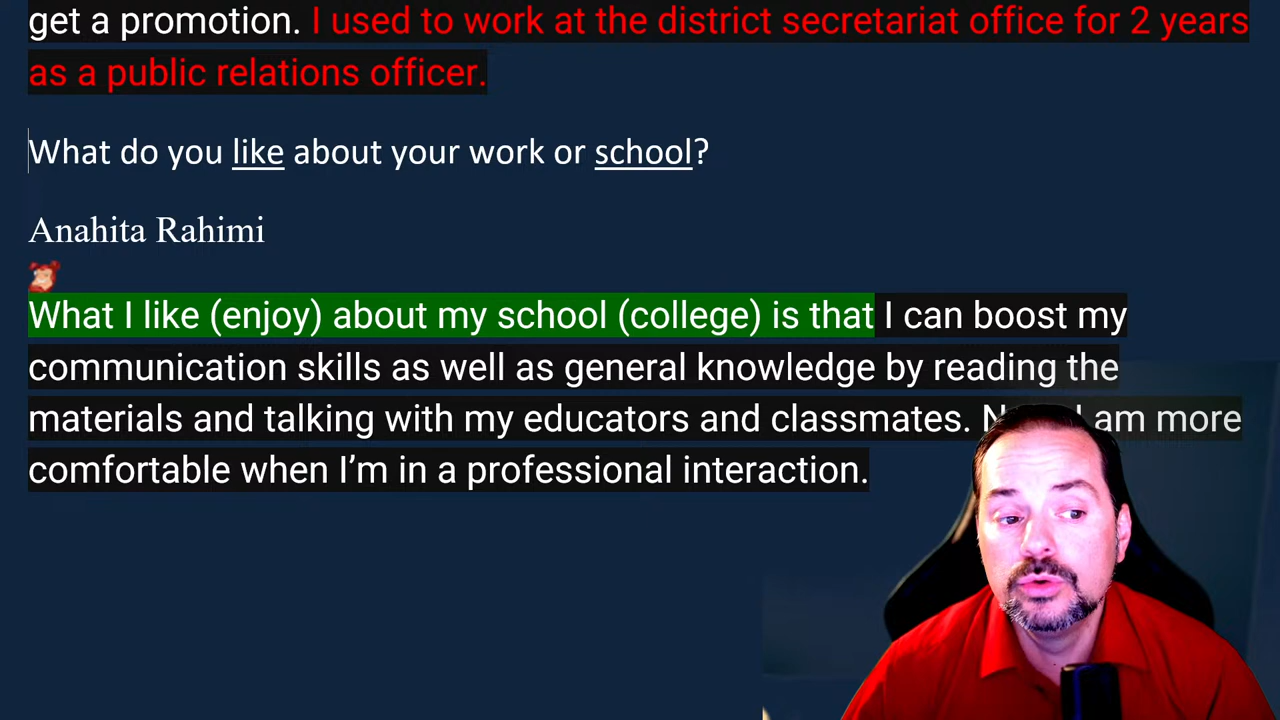 get a promotion. I used to work at the district secretariat office for 2 years
as a public relations officer.
What do you like about your work or school?
Anahita Rahimi
What I like (enjoy) about my school (college) is that I can boost my
communication skills as well as general knowledge by reading the
materials and talking with my educators and classmates. I am more
comfortable when I’m in a professional interaction.